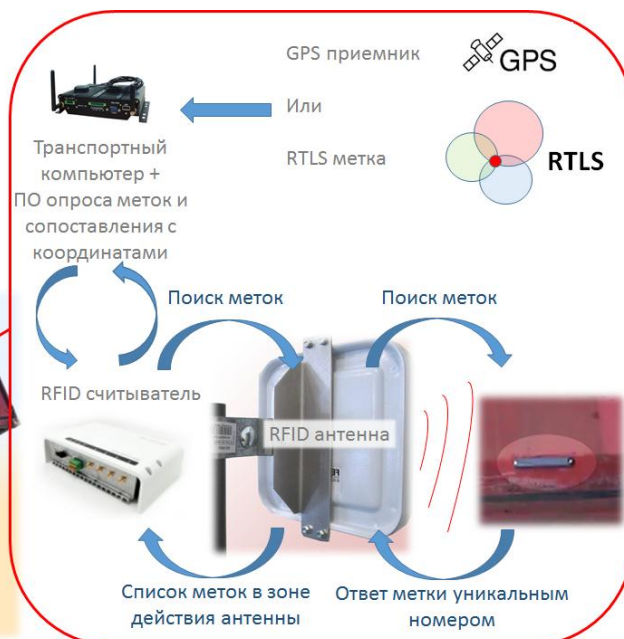 GPS приемник
GPS
Или
RTLS метка
RTLS
Транспортный
компьютер +
ПО опроса меток и
сопоставления с
координатами
Поиск меток
Поиск меток
RFID считыватель
RFID антенна
Список меток в зоне
действия антенны
Ответ метки уникальным
номером